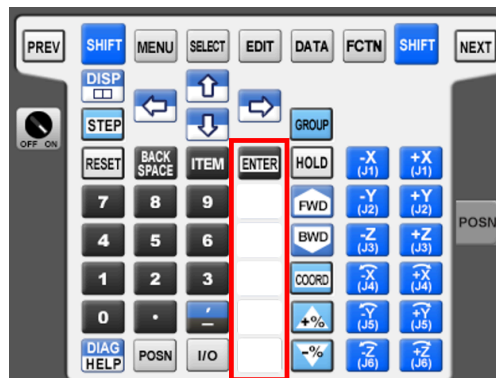 PREV SHIFT MENU SELECT EDIT DATA FCTN SHIFT NEXT
DISP
STEP GROUP
OFF ON
RESET BACK SPACE ITEM ENTER HOLD -X (J1) +X (J1)
7 8 9 FWD -Y (J2) +Y (J2)
POSN
4 5 6 BWD -Z (J3) +Z (J3)
1 2 3 COORD -X (J4) +X (J4)
0 . , - +% -Y (J5) +Y (J5)
DIAG HELP POSN I/O -% -Z (J6) +Z (J6)